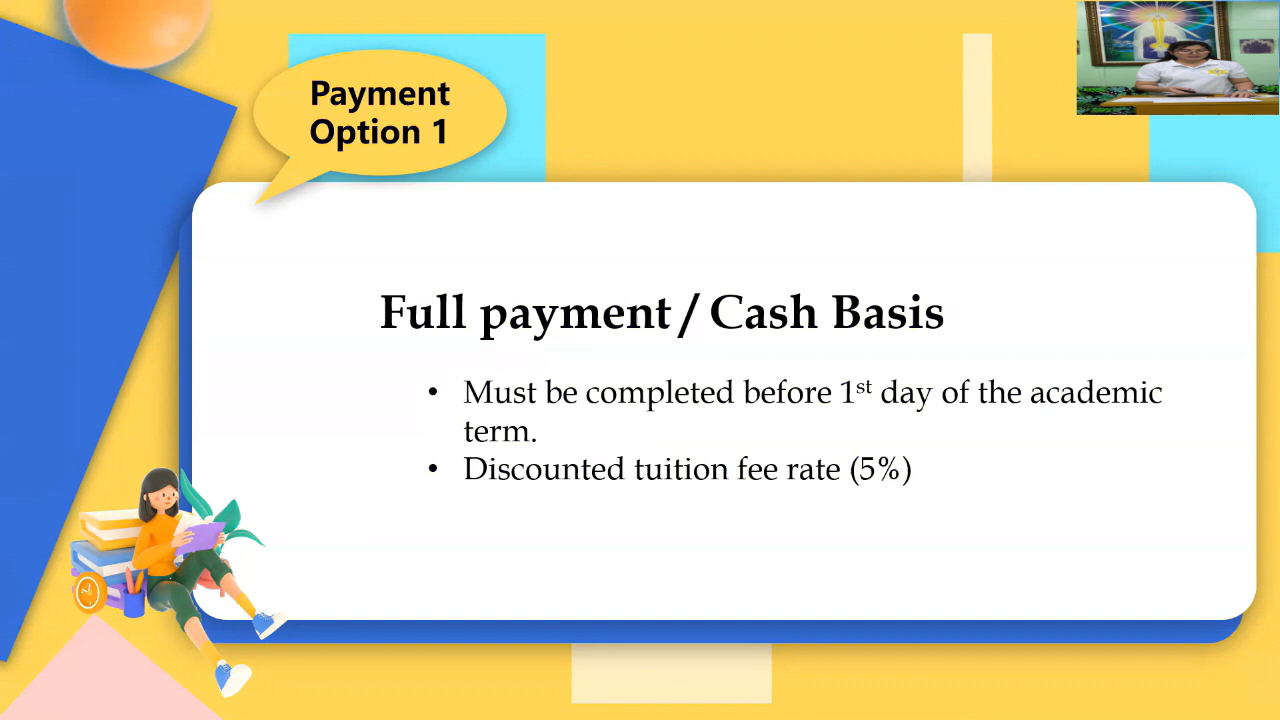 Payment
Option 1
Full payment / Cash Basis
• Must be completed before 1st day of the academic
term.
• Discounted tuition fee rate (5%)